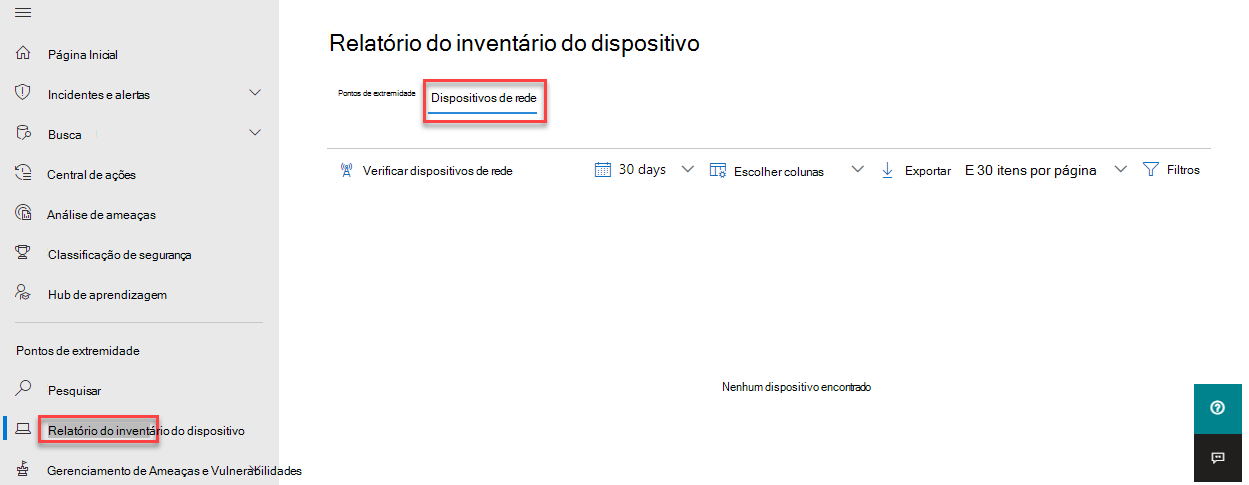 Página Inicial
Incidentes e alertas
Busca
Central de ações
Análise de ameaças
Classificação de segurança
Hub de aprendizagem
Pontos de extremidade
Pesquisar
Relatório do inventário do dispositivo
Gerenciamento de Ameaças e Vulnerabilidades
Relatório do inventário do dispositivo
Pontos de extremidade Dispositivos de rede
Verificar dispositivos de rede 30 days Escolher colunas Exportar E 30 itens por página Filtros
Nenhum dispositivo encontrado